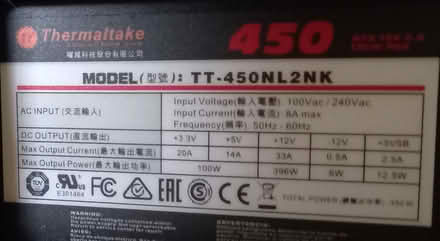 Thermaltake
曜越科技股份有限公司
450
MODEL(型號): TT-450NL2NK
AC INPUT (交流輸入)
Input Voltage(輸入電壓): 100Vac / 240Vac
Input Current(輸入電流): 8A max
Frequency(頻率): 50Hz - 60Hz
DC OUTPUT(直流輸出) +3.3V +5V +12V -12V +5VSB
Max Output Current(最大輸出電流) 20A 14A 33A 0.5A 2.5A
Max Output Power(最大輸出功率) 100W 396W 6W 12.5W
E301484
EAC
WARNING